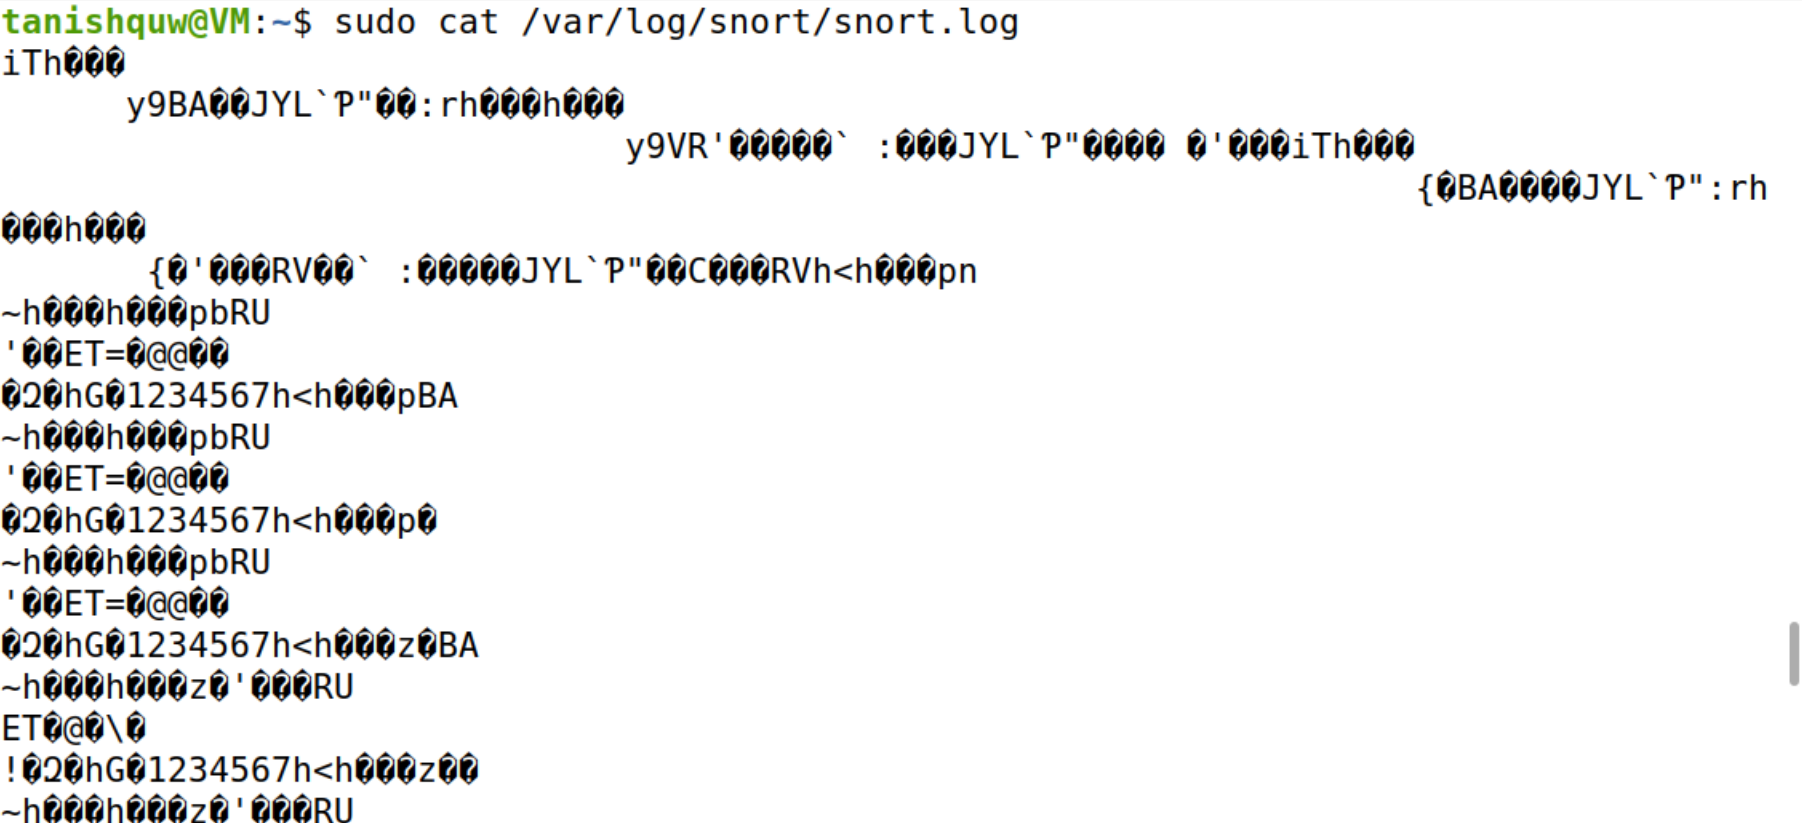 tanishquw@VM:~$ sudo cat /var/log/snort/snort.log
iTh���
y9BA��JYL`Ƥ"��:rh���h���
y9VR'�����` :���JYL`Ƥ"���� �'���iTh���
{�BA����JYL`Ƥ":rh
���h���
{�'���RV��` :�����JYL`Ƥ"��C���RVh<h���pn
~h���h���pbRU
'��ET=�@@��
�Ձ�hG�1234567h<h���pBA
~h���h���pbRU
'��ET=�@@��
�Ձ�hG�1234567h<h���p�
~h���h���pbRU
'��ET=�@@��
�Ձ�hG�1234567h<h���z�BA
~h���h���z�'���RU
ET�@�\�
!�Ձ�hG�1234567h<h���z��
~h���h���z�'���RU